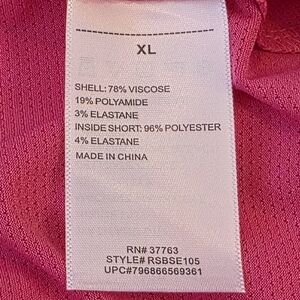 XL
SHELL: 78% VISCOSE
19% POLYAMIDE
3% ELASTANE
INSIDE SHORT: 96% POLYESTER
4% ELASTANE
MADE IN CHINA
RN# 37763
STYLE# RSBSE105
UPC#796866569361